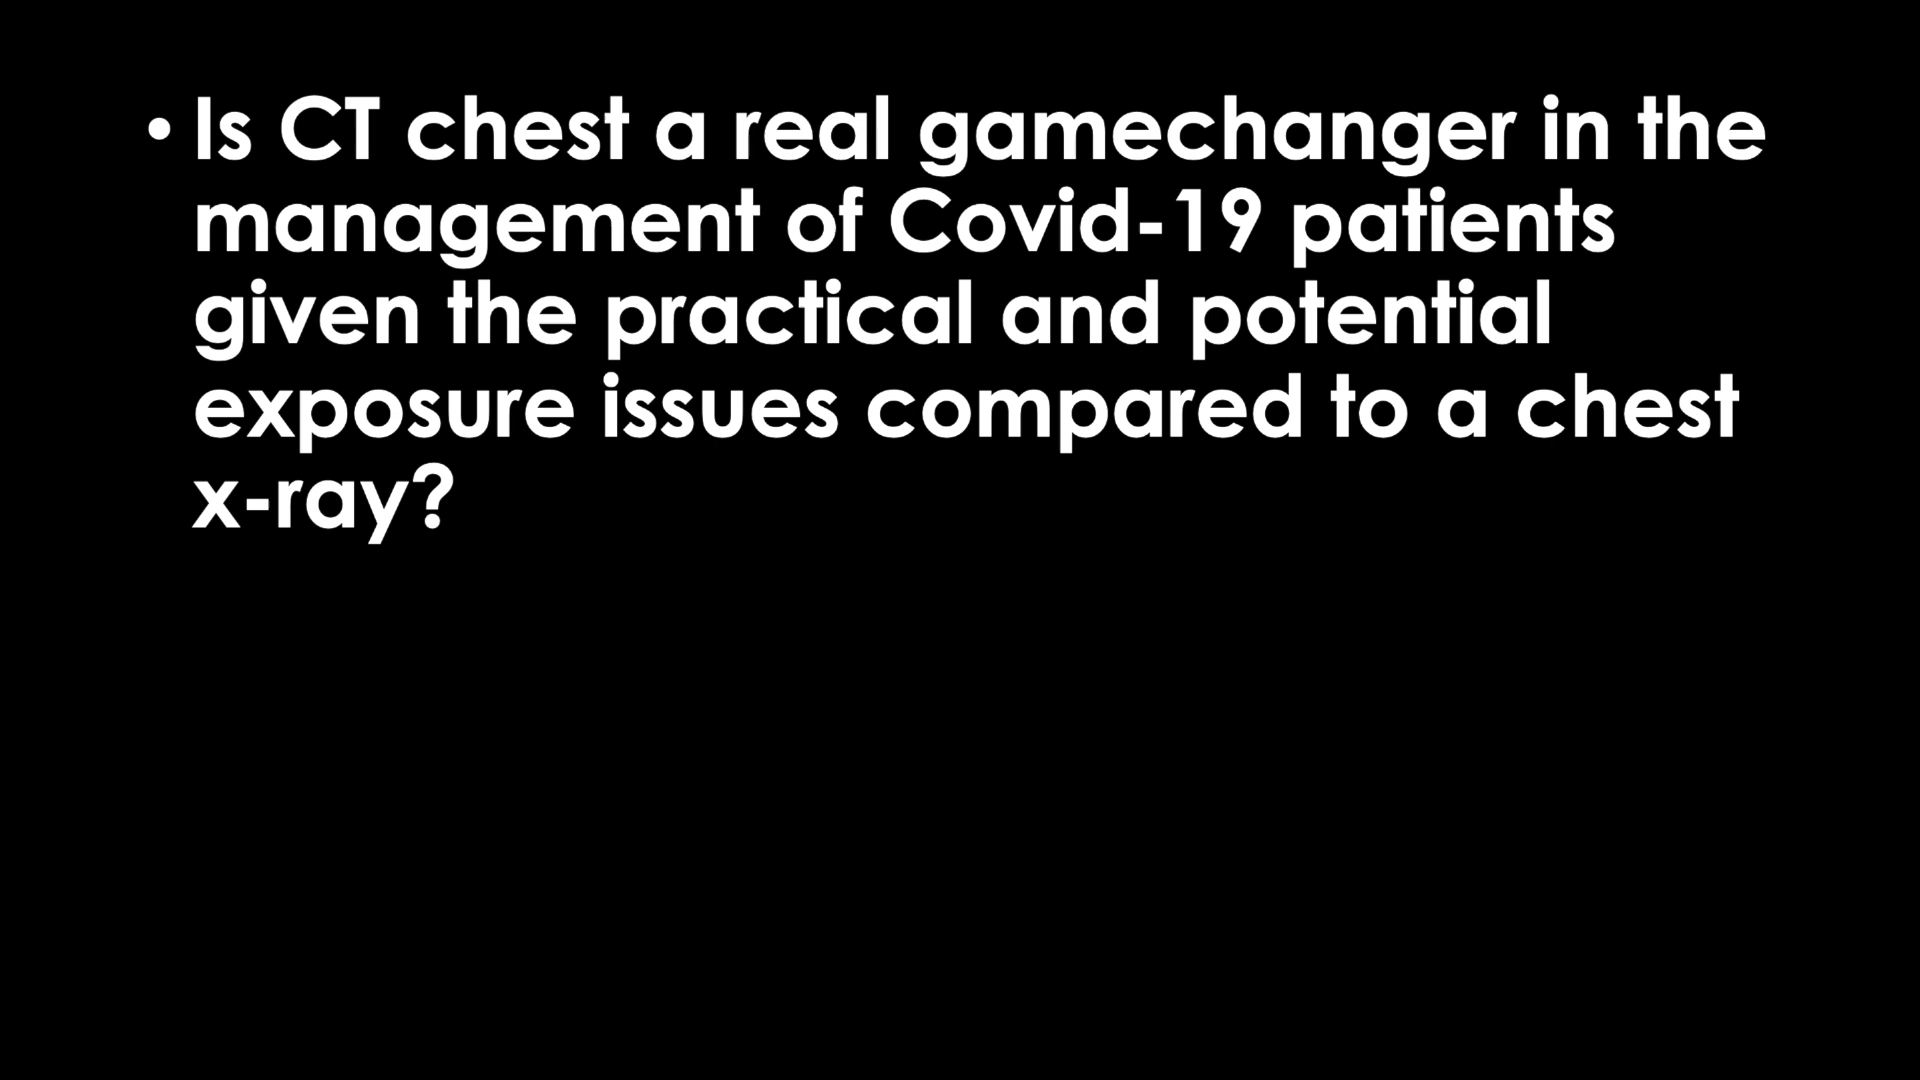 • Is CT chest a real gamechanger in the
management of Covid-19 patients
given the practical and potential
exposure issues compared to a chest
x-ray?